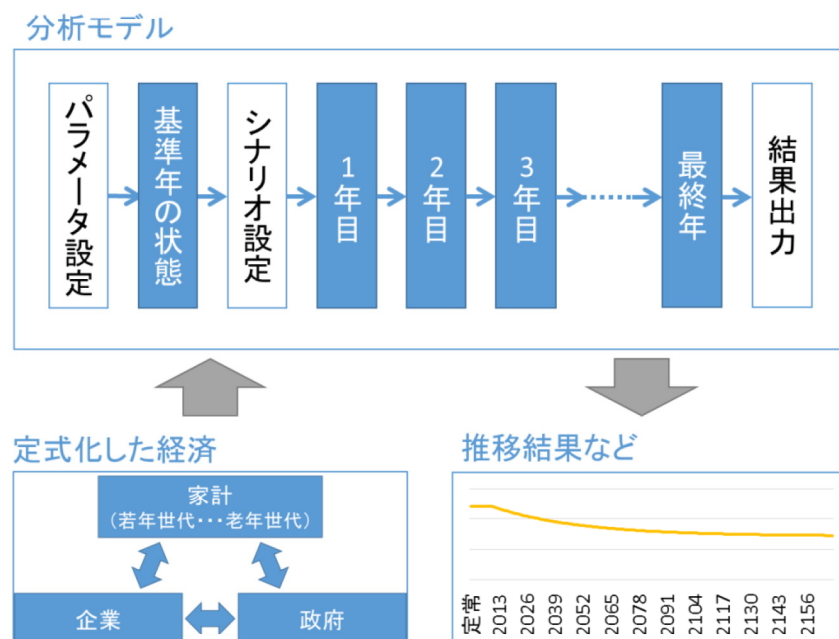 分析モデル
パラメータ設定
基準年の状態
シナリオ設定
1年目
2年目
3年目
最終年
結果出力
定式化した経済
家計
(若年世代・・・老年世代)
企業
政府
推移結果など
定常
2013
2026
2039
2052
2065
2078
2091
2104
2117
2130
2143
2156